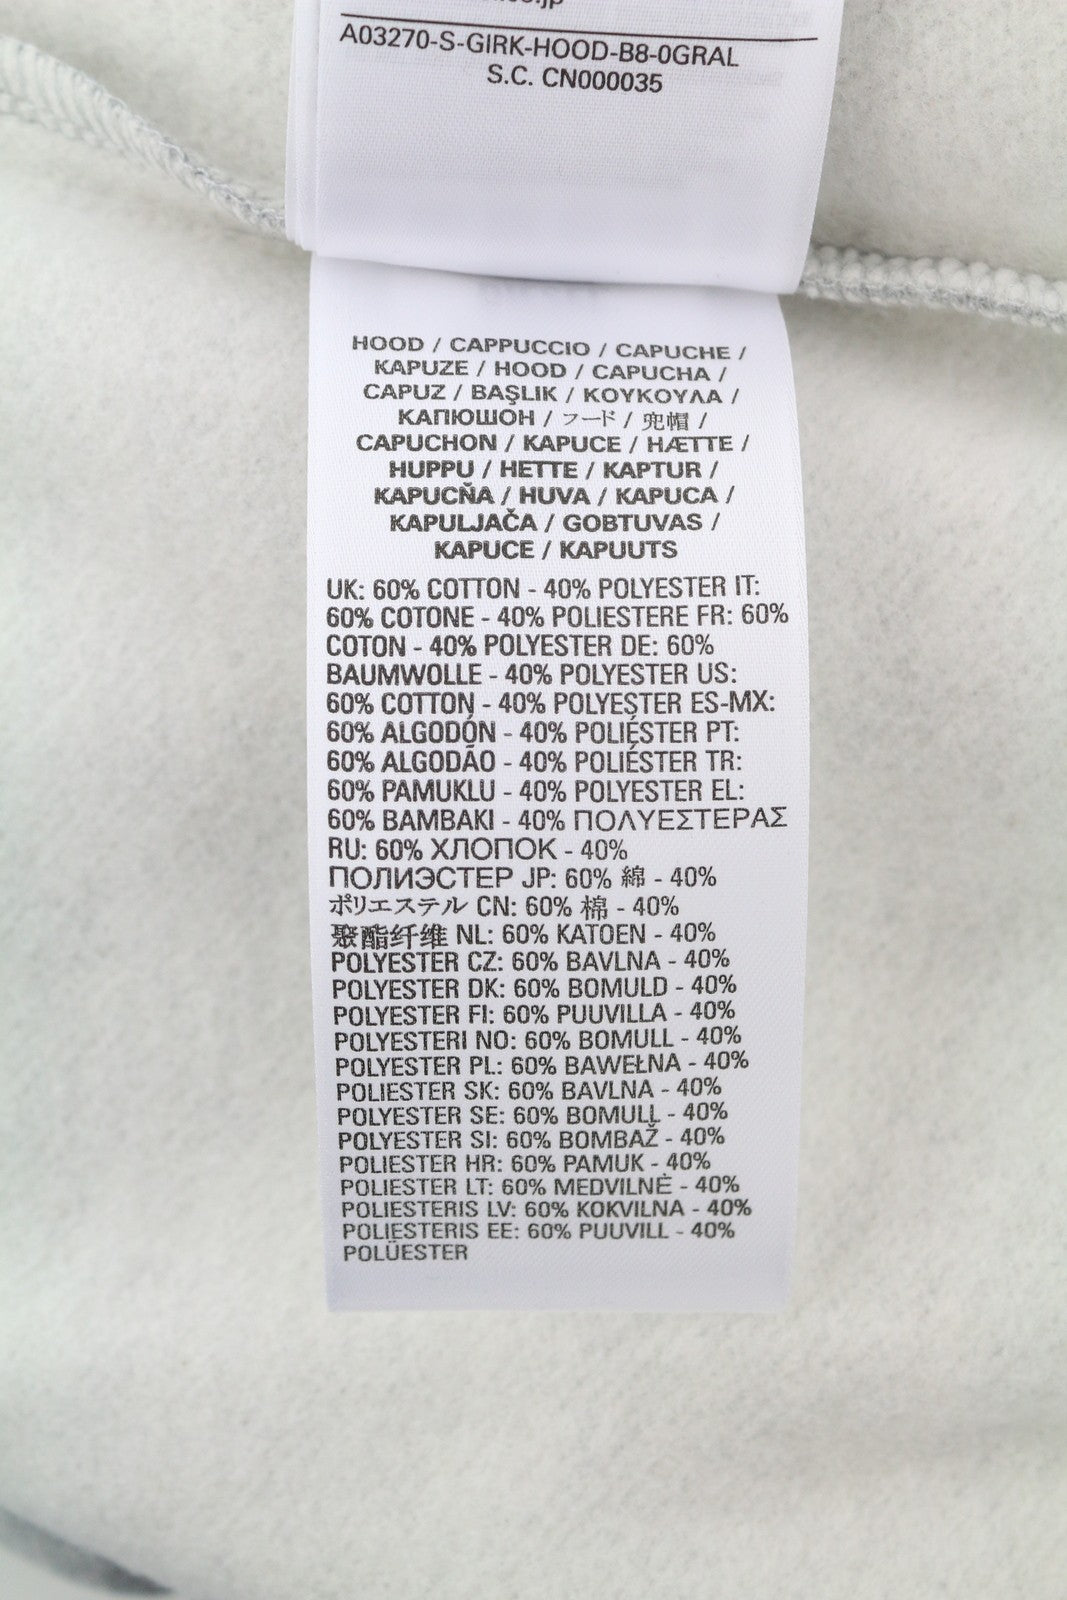 A03270-S-GIRK-HOOD-B8-0GRAL
S.C. CN000035
HOOD / CAPPUCCIO / CAPUCHE /
KAPUZE / HOOD / CAPUCHA /
CAPUZ / BAŞLIK / ΚΟΥΚΟΥΛΑ /
КАПЮШОН / フード / 兜帽 /
CAPUCHON / KAPUCE / HÆTTE /
HUPPU / HETTE / KAPTUR /
KAPUCŇA / HUVA / KAPUCA /
KAPULJAČA / GOBTUVAS /
KAPUCE / KAPUUTS
UK: 60% COTTON - 40% POLYESTER IT:
60% COTONE - 40% POLIESTERE FR: 60%
COTON - 40% POLYESTER DE: 60%
BAUMWOLLE - 40% POLYESTER US:
60% COTTON - 40% POLYESTER ES-MX:
60% ALGODÓN - 40% POLIÉSTER PT:
60% ALGODÃO - 40% POLIÉSTER TR:
60% PAMUKLU - 40% POLYESTER EL:
60% ΒΑΜΒΑΚΙ - 40% ΠΟΛΥΕΣΤΕΡΑΣ
RU: 60% ХЛОПОК - 40%
ПОЛИЭСТЕР JP: 60% 綿 - 40%
ポリエステル CN: 60% 棉 - 40%
聚酯纤维 NL: 60% KATOEN - 40%
POLYESTER CZ: 60% BAVLNA - 40%
POLYESTER DK: 60% BOMULD - 40%
POLYESTER FI: 60% PUUVILLA - 40%
POLYESTERI NO: 60% BOMULL - 40%
POLYESTER PL: 60% BAWEŁNA - 40%
POLIESTER SK: 60% BAVLNA - 40%
POLYESTER SE: 60% BOMULL - 40%
POLYESTER SI: 60% BOMBAŽ - 40%
POLIESTER HR: 60% PAMUK - 40%
POLIESTER LT: 60% MEDVILNĖ - 40%
POLIESTERIS LV: 60% KOKVILNA - 40%
POLIESTERIS EE: 60% PUUVILL - 40%
POLÜESTER